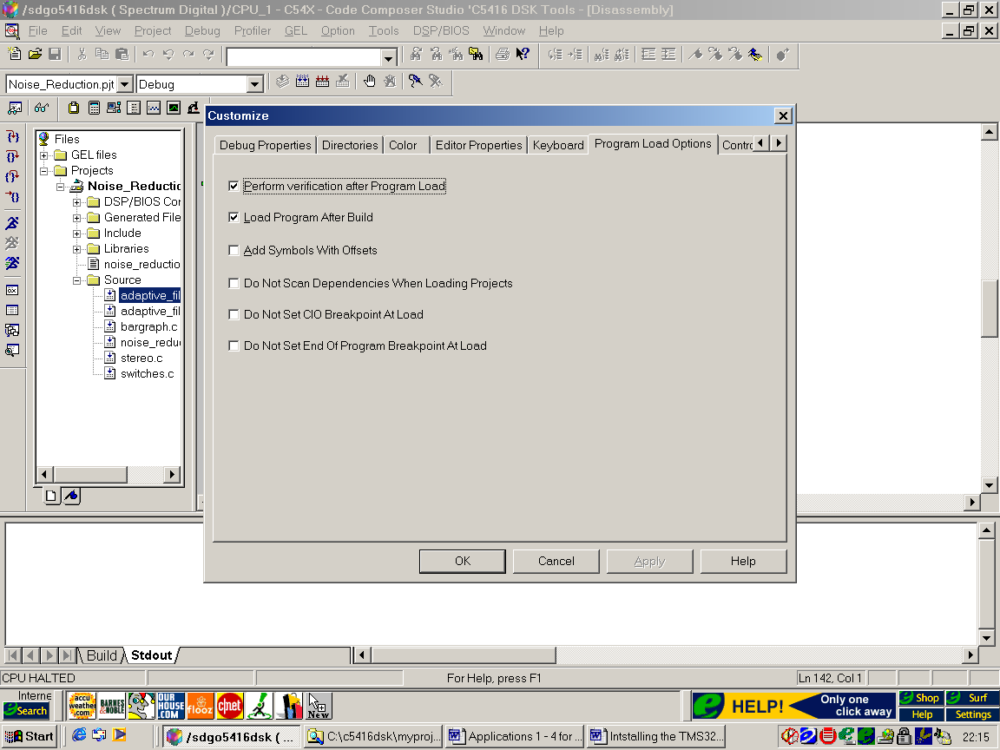 /sdgo5416dsk ( Spectrum Digital )/CPU_1 - C54X - Code Composer Studio 'C5416 DSK Tools - [Disassembly]
File Edit View Project Debug Profiler GEL Option Tools DSP/BIOS Window Help
Noise_Reduction.pjt Debug
Customize
Debug Properties Directories Color Editor Properties Keyboard Program Load Options Contro
Files
GEL files
Projects
Noise_Reductio
DSP/BIOS Cor
Generated File
Include
Libraries
noise_reductio
Source
adaptive_fil
adaptive_fil
bargraph.c
noise_redu
stereo.c
switches.c
Perform verification after Program Load
Load Program After Build
Add Symbols With Offsets
Do Not Scan Dependencies When Loading Projects
Do Not Set CIO Breakpoint At Load
Do Not Set End Of Program Breakpoint At Load
OK Cancel Apply Help
Build Stdout
CPU HALTED For Help, press F1 Ln 142, Col 1
Interne
Search
accu weather .com
BARNES &NOBLE
OUR HOUSE .COM
flooz
c|net
New
HELP! Only one click away
Shop Surf
Help Settings
Start /sdgo5416dsk ( ... C:\c5416dsk\myproj... Applications 1 - 4 for ... Intstalling the TMS32... 22:15